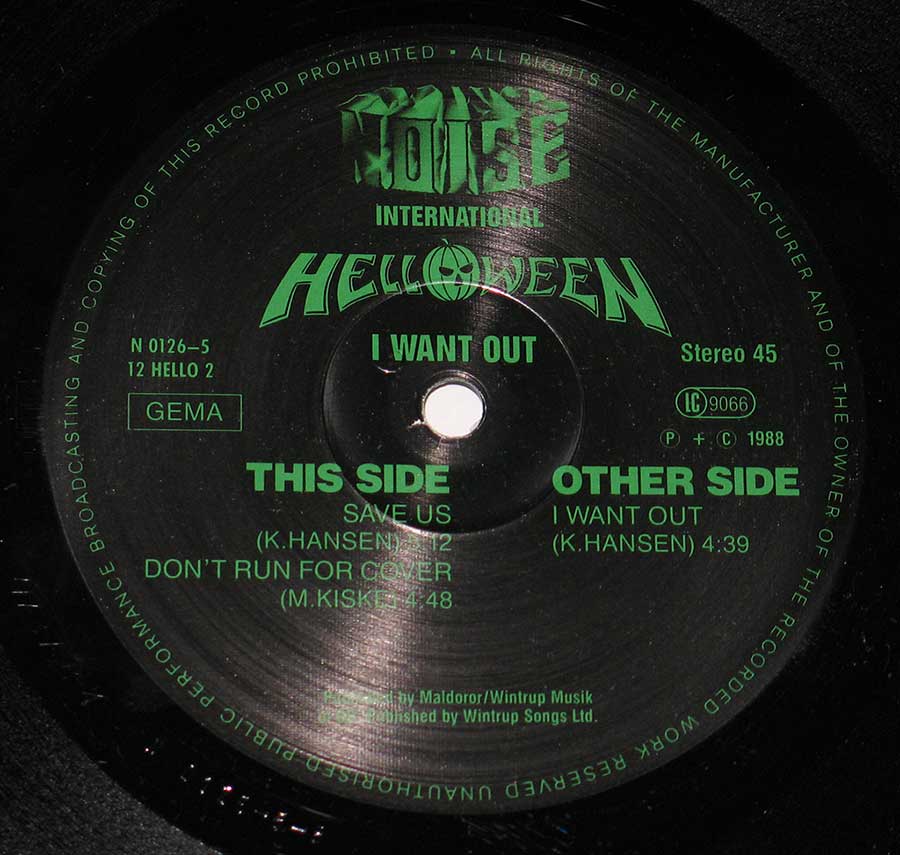 UNAUTHORISED PUBLIC PERFORMANCE BROADCASTING AND COPYING OF THIS RECORD PROHIBITED · ALL RIGHTS OF THE MANUFACTURER AND OF THE OWNER OF THE RECORDED WORK RESERVED
NOISE
INTERNATIONAL
HELLOWEEN
I WANT OUT
N 0126–5
12 HELLO 2
GEMA
Stereo 45
LC 9066
P + C 1988
THIS SIDE
SAVE US
(K.HANSEN) :12
DON'T RUN FOR COVER
(M.KISKE) 4:48
OTHER SIDE
I WANT OUT
(K.HANSEN) 4:39
by Maldoror/Wintrup Musik
Published by Wintrup Songs Ltd.